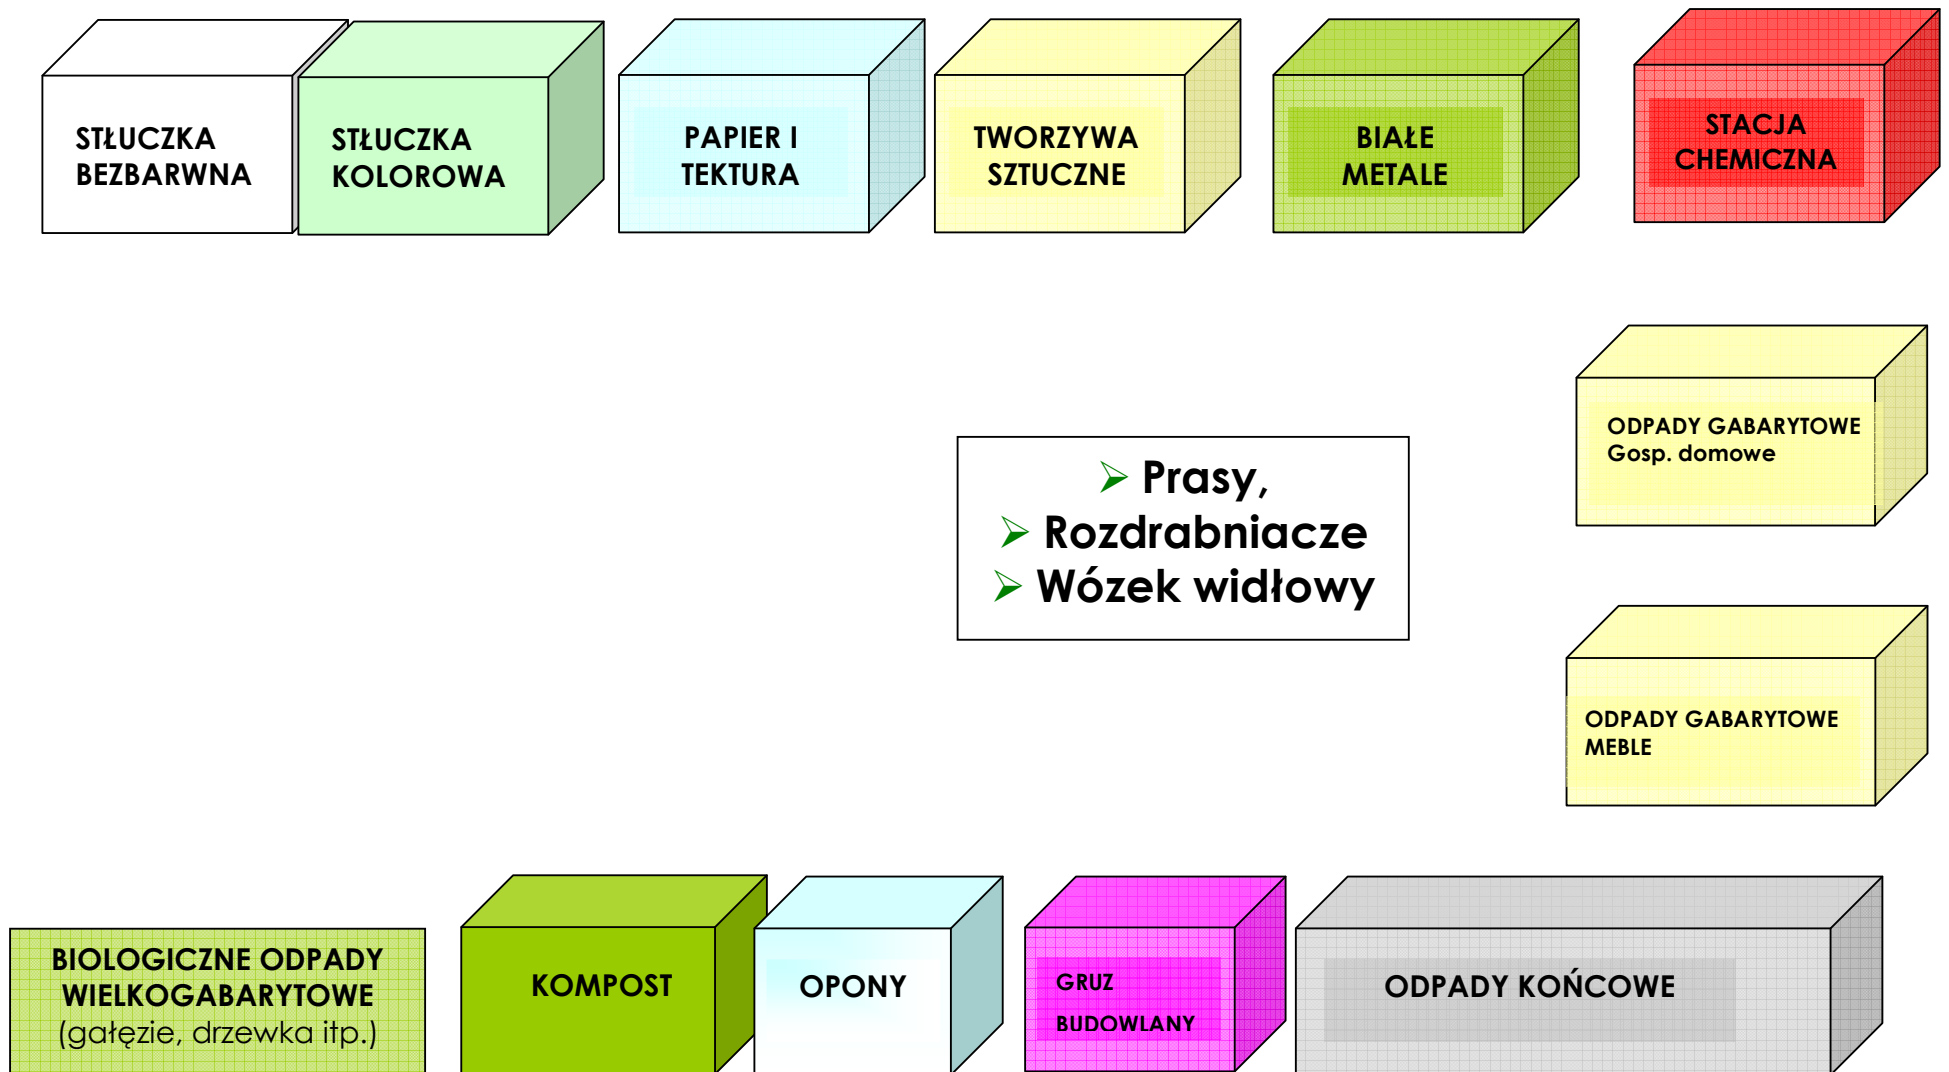 STŁUCZKA
BEZBARWNA
STŁUCZKA
KOLOROWA
PAPIER I
TEKTURA
TWORZYWA
SZTUCZNE
BIAŁE
METALE
STACJA
CHEMICZNA
ODPADY GABARYTOWE
Gosp. domowe
Prasy,
Rozdrabniacze
Wózek widłowy
ODPADY GABARYTOWE
MEBLE
BIOLOGICZNE ODPADY
WIELKOGABARYTOWE
(gałęzie, drzewka itp.)
KOMPOST
OPONY
GRUZ
BUDOWLANY
ODPADY KOŃCOWE